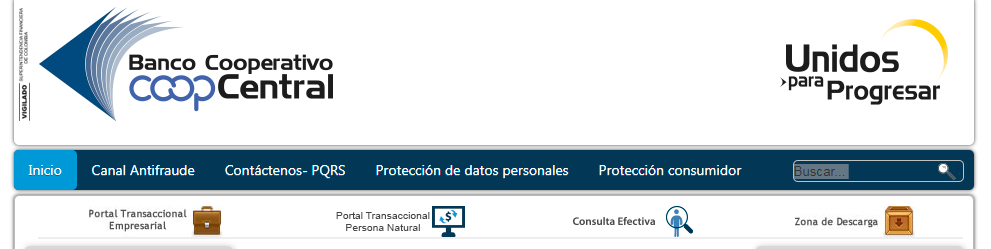 VIGILADO SUPERINTENDENCIA FINANCIERA
DE COLOMBIA
Banco Cooperativo
coopCentral
Unidos
para
Progresar
Inicio
Canal Antifraude
Contáctenos- PQRS
Protección de datos personales
Protección consumidor
Buscar...
Portal Transaccional
Empresarial
Portal Transaccional
Persona Natural
Consulta Efectiva
Zona de Descarga